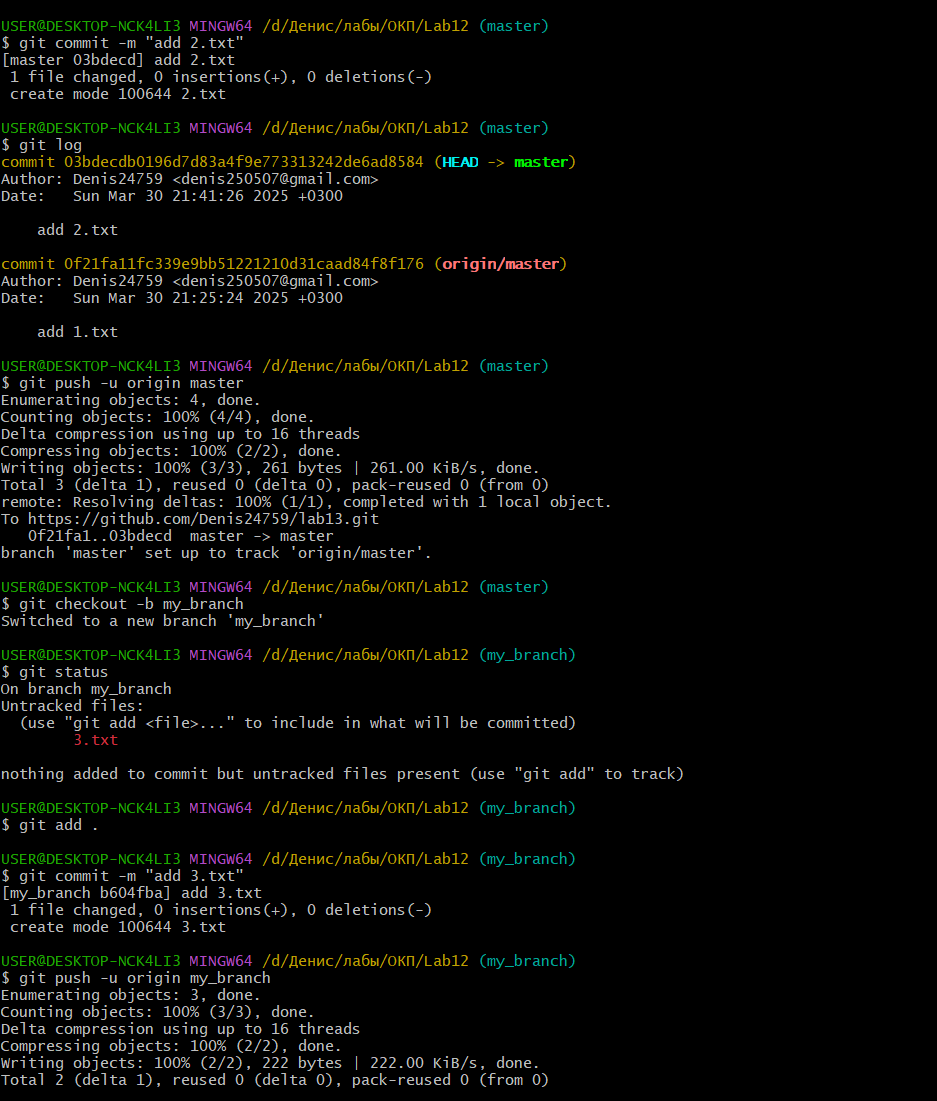 USER@DESKTOP-NCK4LI3 MINGW64 /d/Денис/лабы/ОКП/Lab12 (master)
$ git commit -m "add 2.txt"
[master 03bdecd] add 2.txt
 1 file changed, 0 insertions(+), 0 deletions(-)
 create mode 100644 2.txt

USER@DESKTOP-NCK4LI3 MINGW64 /d/Денис/лабы/ОКП/Lab12 (master)
$ git log
commit 03bdecdb0196d7d83a4f9e773313242de6ad8584 (HEAD -> master)
Author: Denis24759 <denis250507@gmail.com>
Date:   Sun Mar 30 21:41:26 2025 +0300

    add 2.txt

commit 0f21fa11fc339e9bb51221210d31caad84f8f176 (origin/master)
Author: Denis24759 <denis250507@gmail.com>
Date:   Sun Mar 30 21:25:24 2025 +0300

    add 1.txt

USER@DESKTOP-NCK4LI3 MINGW64 /d/Денис/лабы/ОКП/Lab12 (master)
$ git push -u origin master
Enumerating objects: 4, done.
Counting objects: 100% (4/4), done.
Delta compression using up to 16 threads
Compressing objects: 100% (2/2), done.
Writing objects: 100% (3/3), 261 bytes | 261.00 KiB/s, done.
Total 3 (delta 1), reused 0 (delta 0), pack-reused 0 (from 0)
remote: Resolving deltas: 100% (1/1), completed with 1 local object.
To https://github.com/Denis24759/lab13.git
   0f21fa1..03bdecd  master -> master
branch 'master' set up to track 'origin/master'.

USER@DESKTOP-NCK4LI3 MINGW64 /d/Денис/лабы/ОКП/Lab12 (master)
$ git checkout -b my_branch
Switched to a new branch 'my_branch'

USER@DESKTOP-NCK4LI3 MINGW64 /d/Денис/лабы/ОКП/Lab12 (my_branch)
$ git status
On branch my_branch
Untracked files:
  (use "git add <file>..." to include in what will be committed)
        3.txt

nothing added to commit but untracked files present (use "git add" to track)

USER@DESKTOP-NCK4LI3 MINGW64 /d/Денис/лабы/ОКП/Lab12 (my_branch)
$ git add .

USER@DESKTOP-NCK4LI3 MINGW64 /d/Денис/лабы/ОКП/Lab12 (my_branch)
$ git commit -m "add 3.txt"
[my_branch b604fba] add 3.txt
 1 file changed, 0 insertions(+), 0 deletions(-)
 create mode 100644 3.txt

USER@DESKTOP-NCK4LI3 MINGW64 /d/Денис/лабы/ОКП/Lab12 (my_branch)
$ git push -u origin my_branch
Enumerating objects: 3, done.
Counting objects: 100% (3/3), done.
Delta compression using up to 16 threads
Compressing objects: 100% (2/2), done.
Writing objects: 100% (2/2), 222 bytes | 222.00 KiB/s, done.
Total 2 (delta 1), reused 0 (delta 0), pack-reused 0 (from 0)